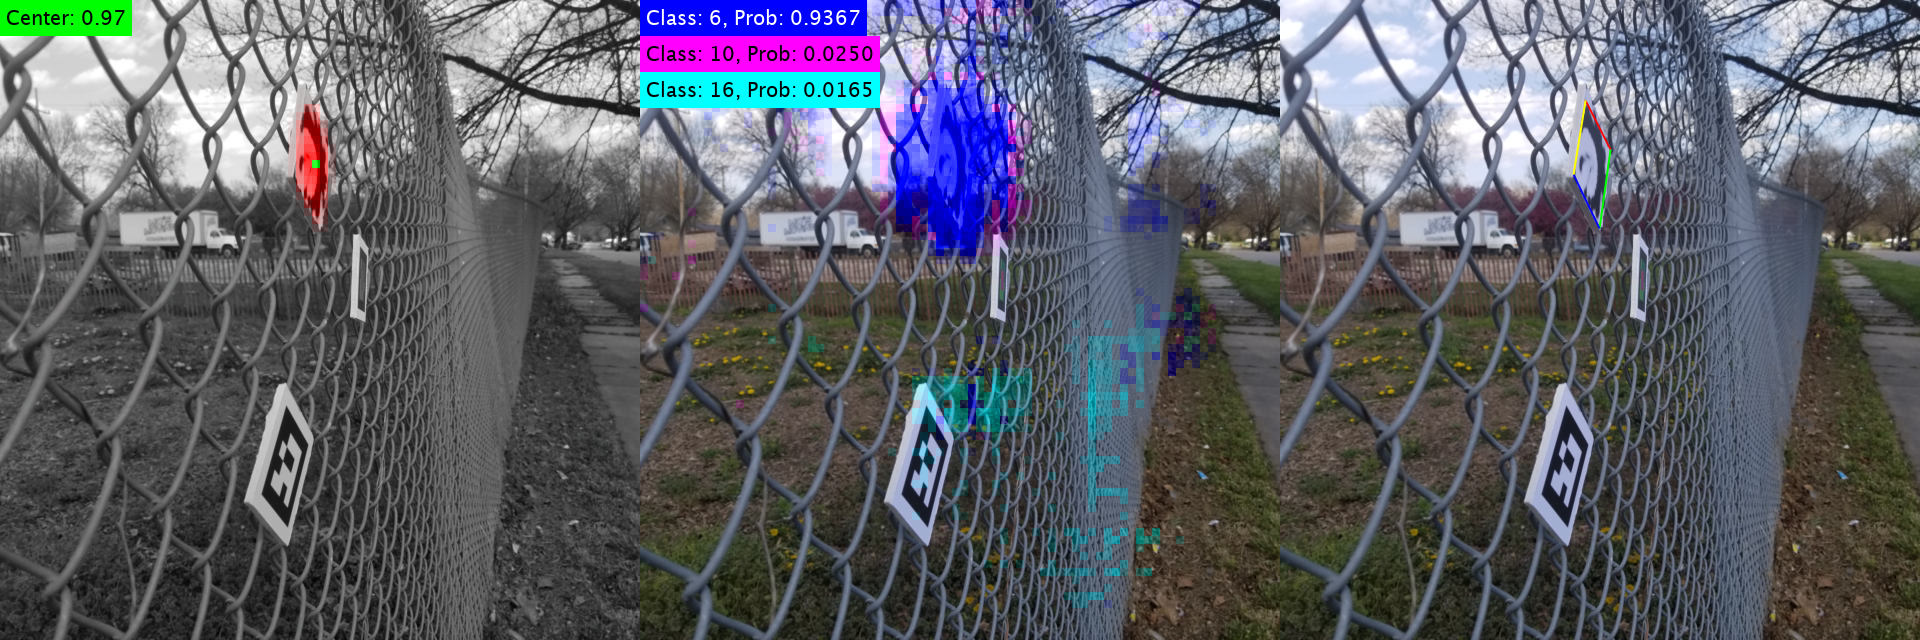 Center: 0.97
Class: 6, Prob: 0.9367
Class: 10, Prob: 0.0250
Class: 16, Prob: 0.0165